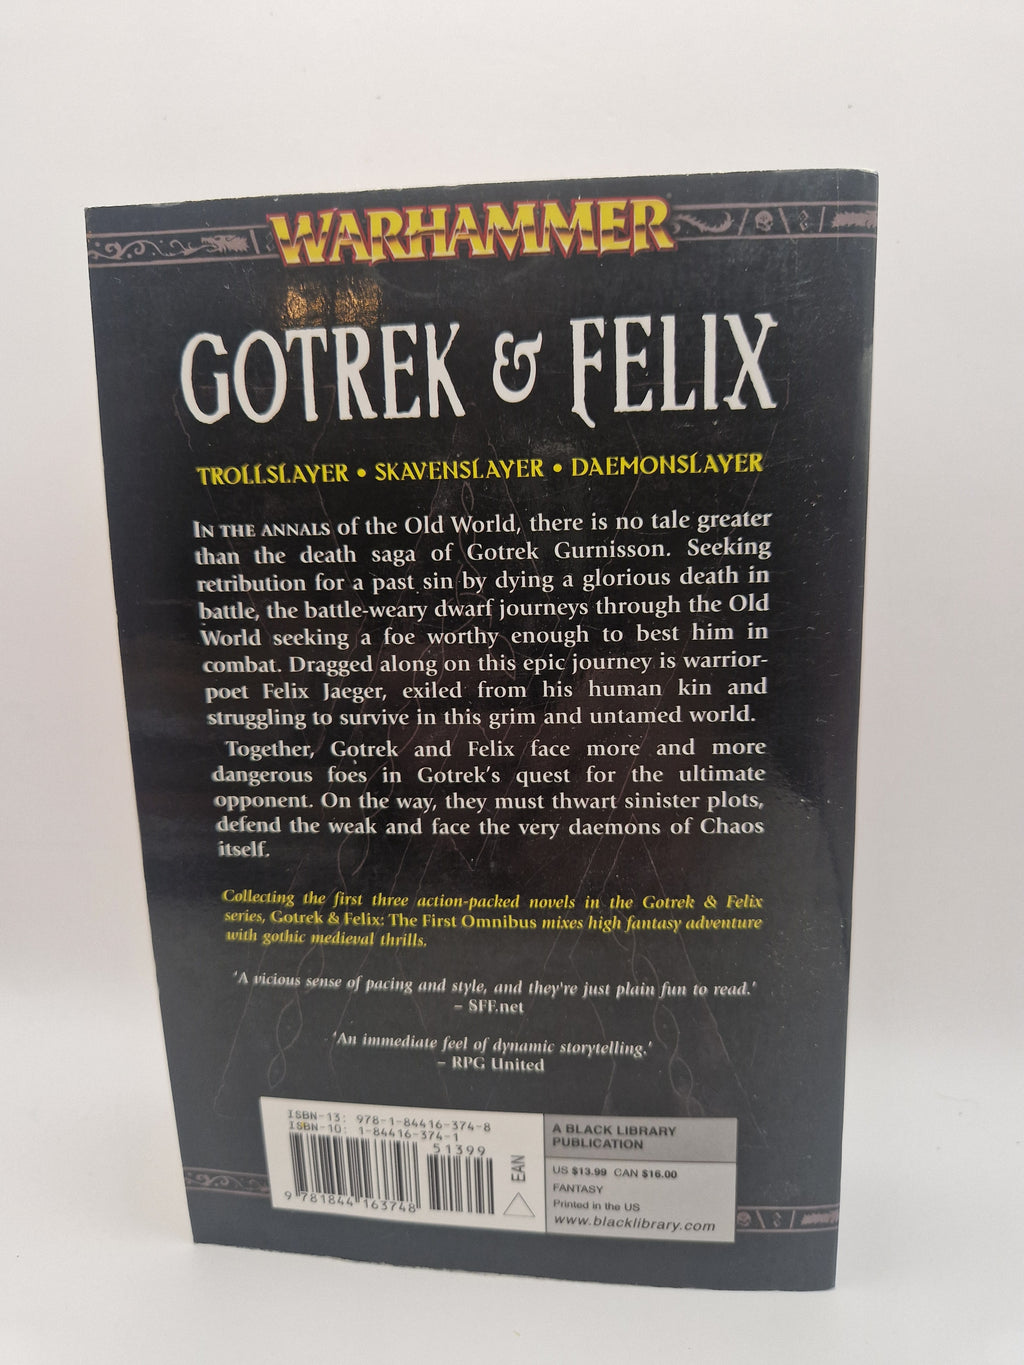 WARHAMMER
GOTREK & FELIX
TROLLSLAYER • SKAVENSLAYER • DAEMONSLAYER
IN THE ANNALS of the Old World, there is no tale greater
than the death saga of Gotrek Gurnisson. Seeking
retribution for a past sin by dying a glorious death in
battle, the battle-weary dwarf journeys through the Old
World seeking a foe worthy enough to best him in
combat. Dragged along on this epic journey is warrior-
poet Felix Jaeger, exiled from his human kin and
struggling to survive in this grim and untamed world.
Together, Gotrek and Felix face more and more
dangerous foes in Gotrek's quest for the ultimate
opponent. On the way, they must thwart sinister plots,
defend the weak and face the very daemons of Chaos
itself.
Collecting the first three action-packed novels in the Gotrek & Felix
series, Gotrek & Felix: The First Omnibus mixes high fantasy adventure
with gothic medieval thrills.
'A vicious sense of pacing and style, and they're just plain fun to read.'
– SFF.net
'An immediate feel of dynamic storytelling.'
– RPG United
ISBN-13: 978-1-84416-374-8
ISBN-10: 1-84416-374-1
51399
9 781844 163748
EAN
A BLACK LIBRARY
PUBLICATION
US $13.99 CAN $16.00
FANTASY
Printed in the US
www.blacklibrary.com